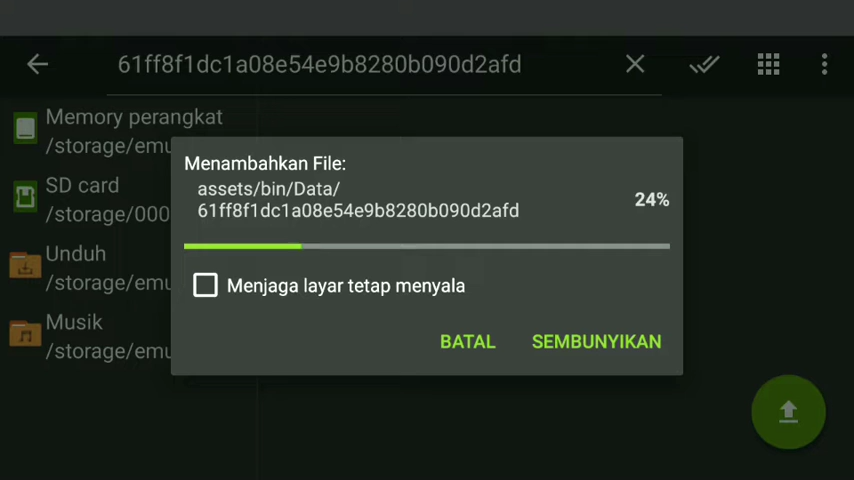 61ff8f1dc1a08e54e9b8280b090d2afd
Memory perangkat
/storage/emu
SD card
/storage/000
Unduh
/storage/emu
Musik
/storage/emu
Menambahkan File:
assets/bin/Data/
61ff8f1dc1a08e54e9b8280b090d2afd
24%
Menjaga layar tetap menyala
BATAL
SEMBUNYIKAN